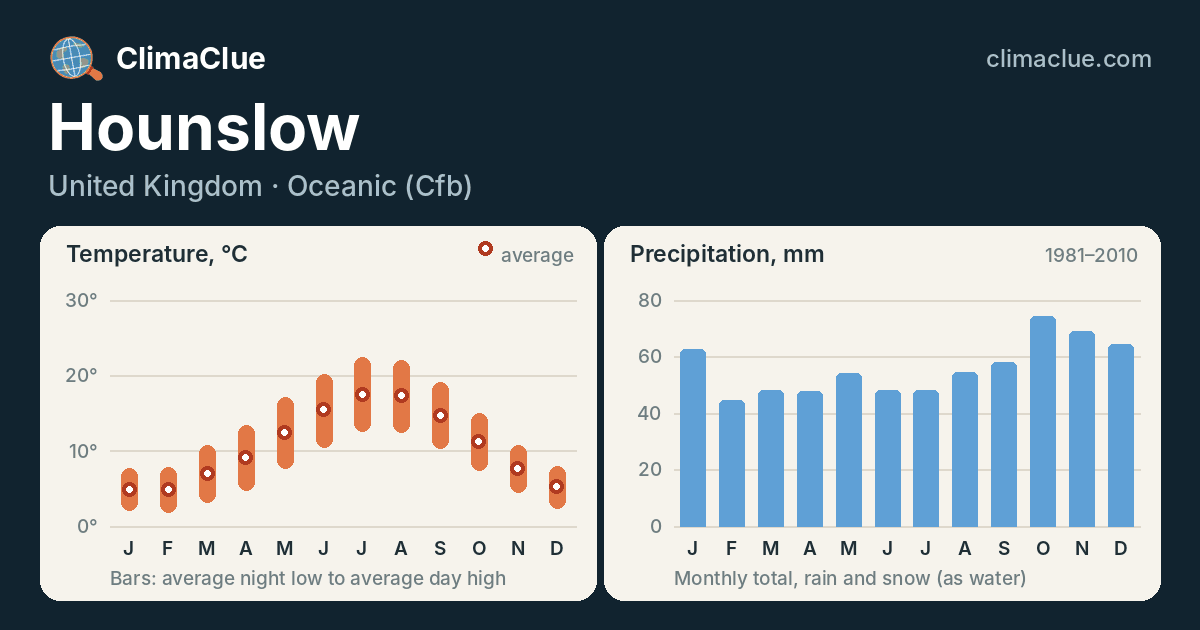 ClimaClue
climaclue.com
Hounslow
United Kingdom · Oceanic (Cfb)
Temperature, °C
average
30°
20°
10°
0°
J F M A M J J A S O N D
Bars: average night low to average day high
Precipitation, mm
1981–2010
80
60
40
20
0
J F M A M J J A S O N D
Monthly total, rain and snow (as water)